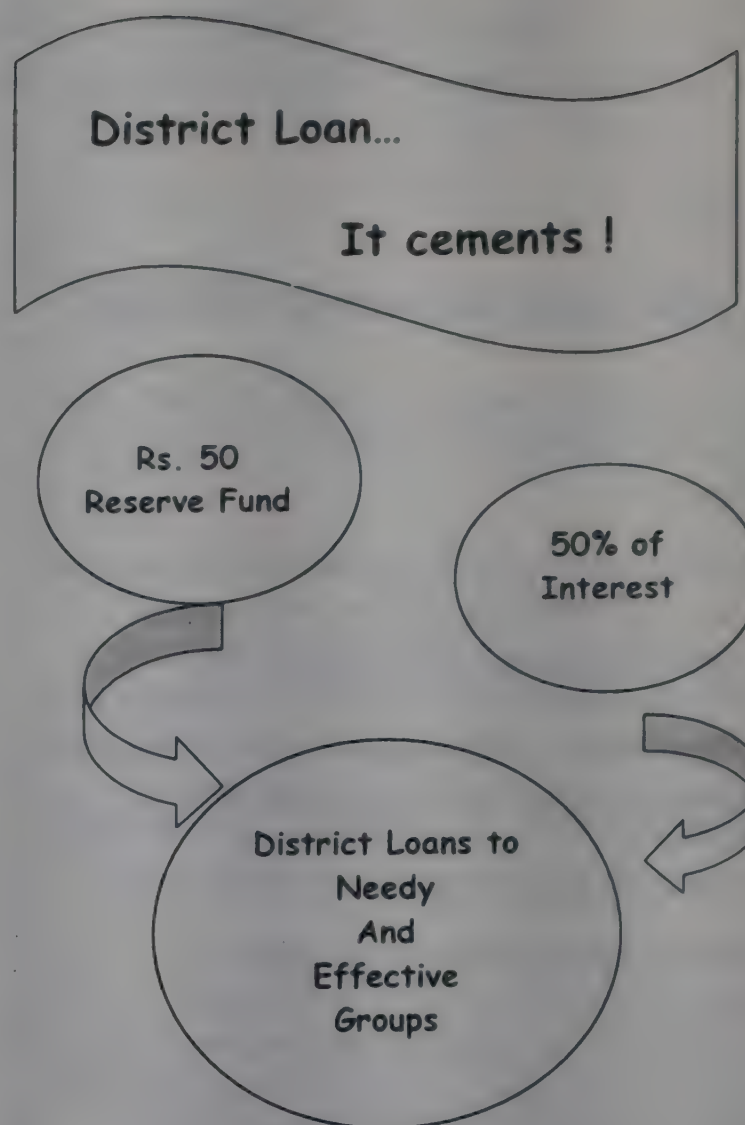 District Loan...
It cements !
Rs. 50
Reserve Fund
50% of
Interest
District Loans to
Needy
And
Effective
Groups